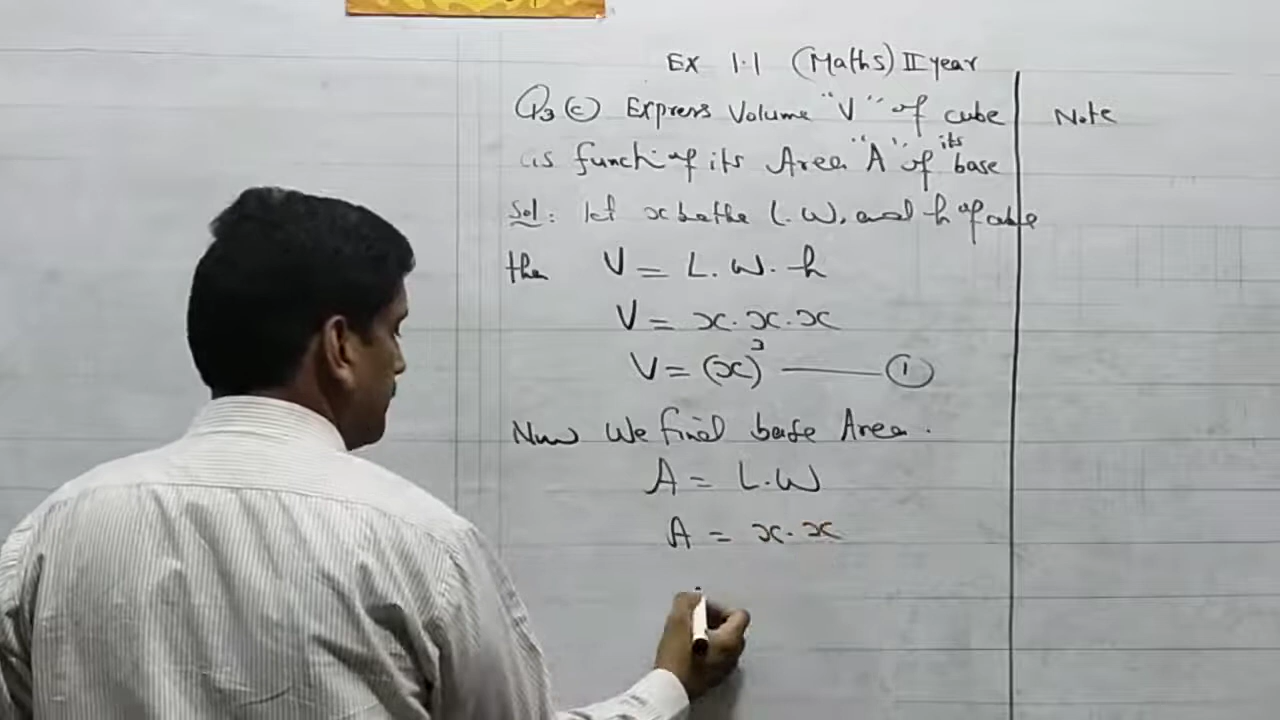 Ex 1.1 (Maths) II year
Q3 (c) Express Volume "V" of cube
as funct of its Area "A" of its base
Note
Sol: let x be the L. W, and h of cube
then V = L. W. h
V = x. x. x
V = (x)³ —— ①
Now We find base Area.
A = L.W
A = x. x